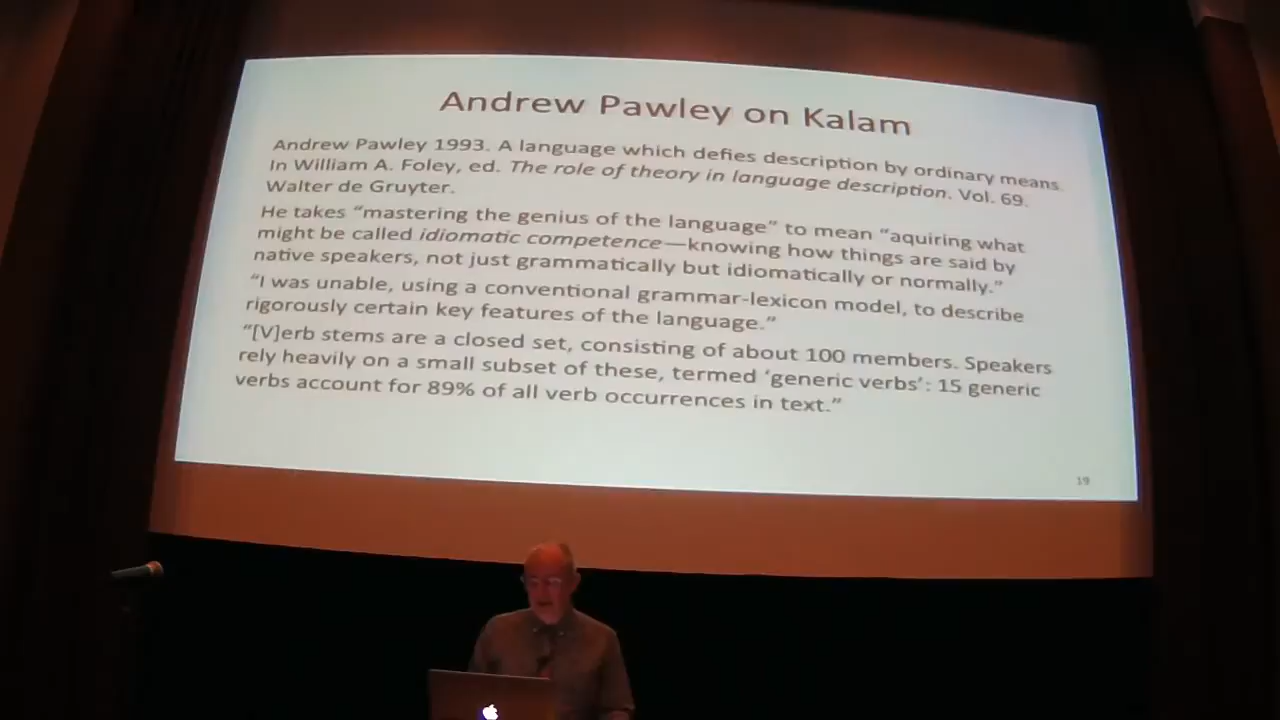 Andrew Pawley on Kalam
Andrew Pawley 1993. A language which defies description by ordinary means.
In William A. Foley, ed. The role of theory in language description. Vol. 69.
Walter de Gruyter.
He takes “mastering the genius of the language” to mean “aquiring what
might be called idiomatic competence—knowing how things are said by
native speakers, not just grammatically but idiomatically or normally.”
“I was unable, using a conventional grammar-lexicon model, to describe
rigorously certain key features of the language.”
“[V]erb stems are a closed set, consisting of about 100 members. Speakers
rely heavily on a small subset of these, termed ‘generic verbs’: 15 generic
verbs account for 89% of all verb occurrences in text.”
19